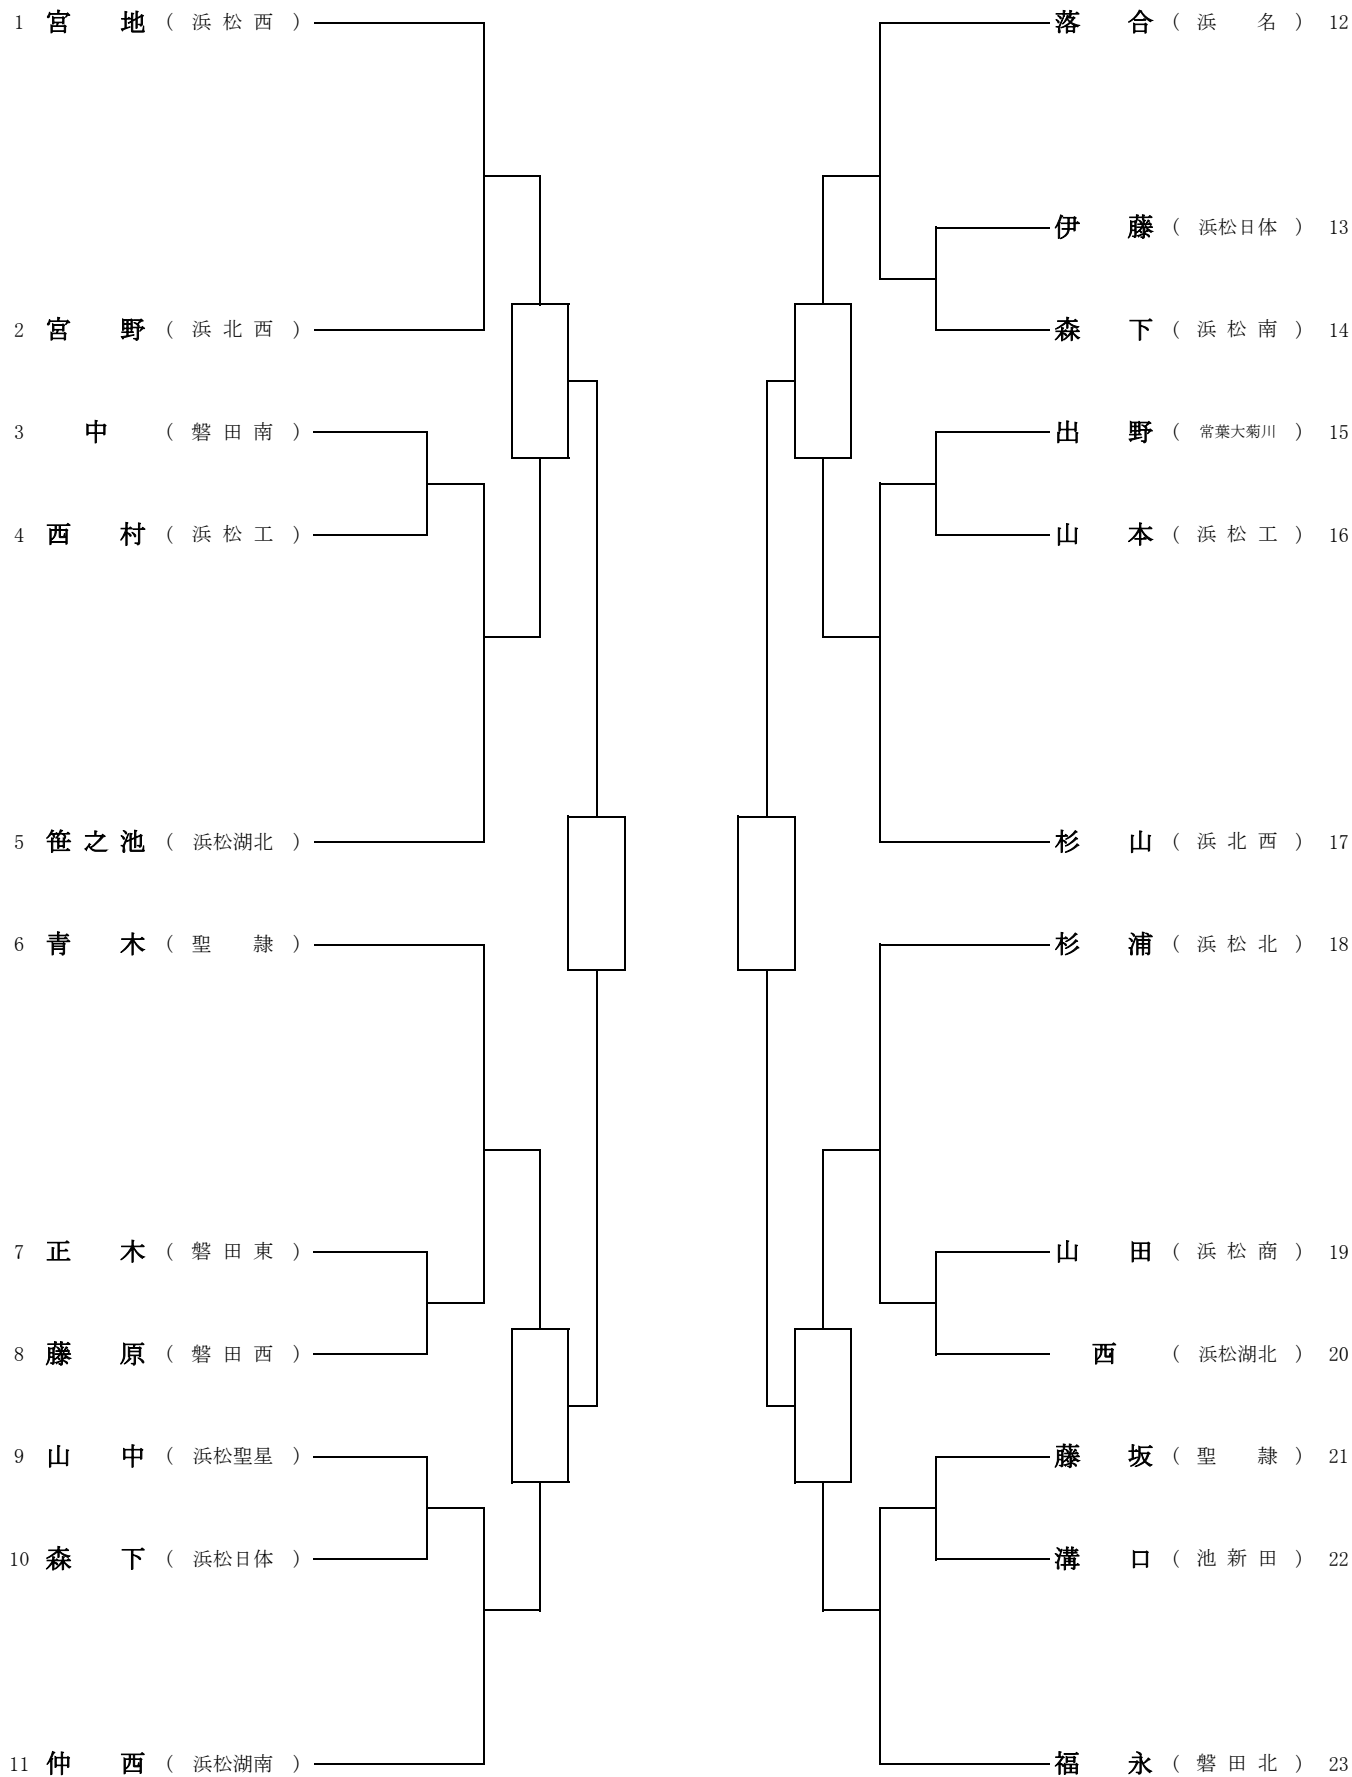 1 宮地 (浜松西)
2 宮野 (浜北西)
3 中 (磐田南)
4 西村 (浜松工)
5 笹之池 (浜松湖北)
6 青木 (聖隷)
7 正木 (磐田東)
8 藤原 (磐田西)
9 山中 (浜松聖星)
10 森下 (浜松日体)
11 仲西 (浜松湖南)
落合 (浜名) 12
伊藤 (浜松日体) 13
森下 (浜松南) 14
出野 (常葉大菊川) 15
山本 (浜松工) 16
杉山 (浜北西) 17
杉浦 (浜松北) 18
山田 (浜松商) 19
西 (浜松湖北) 20
藤坂 (聖隷) 21
溝口 (池新田) 22
福永 (磐田北) 23